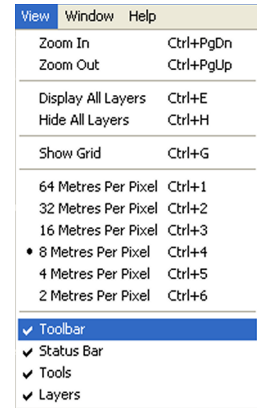 View Window Help
Zoom In Ctrl+PgDn
Zoom Out Ctrl+PgUp
Display All Layers Ctrl+E
Hide All Layers Ctrl+H
Show Grid Ctrl+G
64 Metres Per Pixel Ctrl+1
32 Metres Per Pixel Ctrl+2
16 Metres Per Pixel Ctrl+3
8 Metres Per Pixel Ctrl+4
4 Metres Per Pixel Ctrl+5
2 Metres Per Pixel Ctrl+6
Toolbar
Status Bar
Tools
Layers